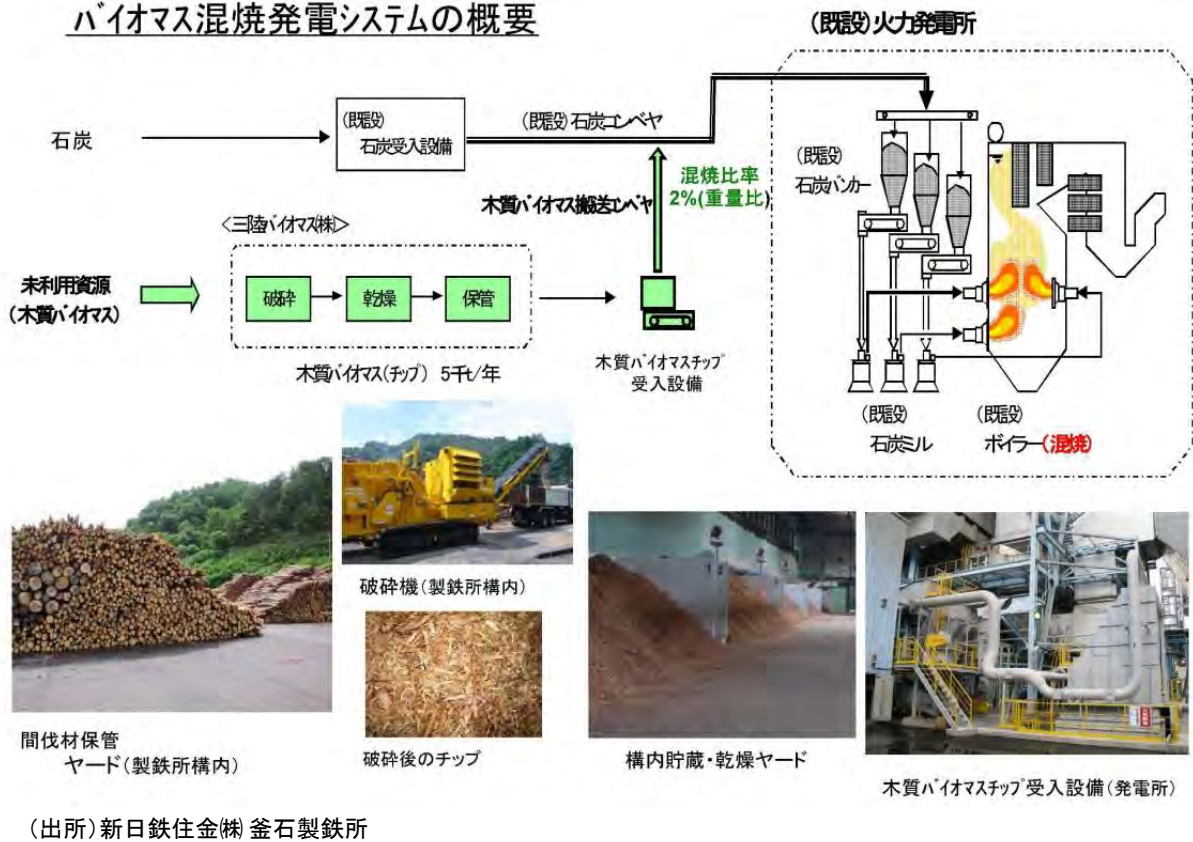 バイオマス混焼発電システムの概要
(既設)火力発電所
石炭
(既設)
石炭受入設備
(既設)石炭コンベヤ
混焼比率
2%(重量比)
木質バイオマス搬送コンベヤ
(既設)
石炭バンカー
<三陸バイオマス㈱>
未利用資源
(木質バイオマス)
破砕
乾燥
保管
木質バイオマス(チップ) 5千t/年
木質バイオマスチップ
受入設備
(既設)
石炭ミル
(既設)
ボイラー(混焼)
間伐材保管
ヤード(製鉄所構内)
破砕機(製鉄所構内)
破砕後のチップ
構内貯蔵・乾燥ヤード
木質バイオマスチップ受入設備(発電所)
(出所)新日鉄住金㈱ 釜石製鉄所